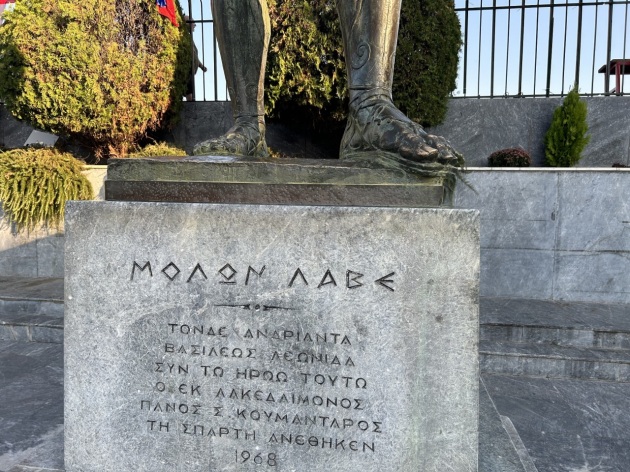 ΜΟΛΩΝ ΛΑΒΕ
ΤΟΝΔΕ ΑΝΔΡΙΑΝΤΑ
ΒΑΣΙΛΕΩΣ ΛΕΩΝΙΔΑ
ΣΥΝ ΤΩ ΗΡΩΩ ΤΟΥΤΩ
Ο ΕΚ ΛΑΚΕΔΑΙΜΟΝΟΣ
ΠΑΝΟΣ Σ. ΚΟΥΜΑΝΤΑΡΟΣ
ΤΗ ΣΠΑΡΤΗ ΑΝΕΘΗΚΕΝ
1968